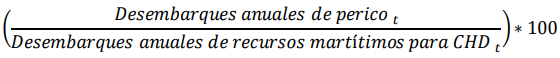 (Desembarques anuales de perico t
Desembarques anuales de recursos martítimos para CHD t) * 100